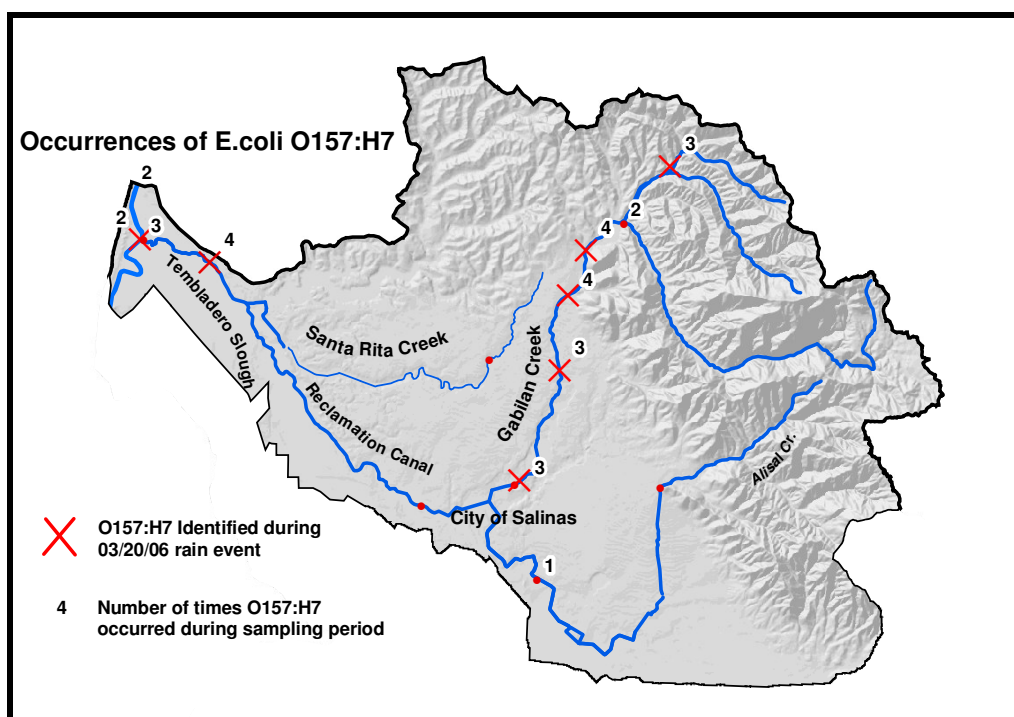 Occurrences of E.coli O157:H7
2
2
3
4
3
2
4
4
3
3
1
Tembladero Slough
Santa Rita Creek
Reclamation Canal
Gabilan Creek
Alisal Cr.
City of Salinas
O157:H7 Identified during
03/20/06 rain event
4 Number of times O157:H7
occurred during sampling period